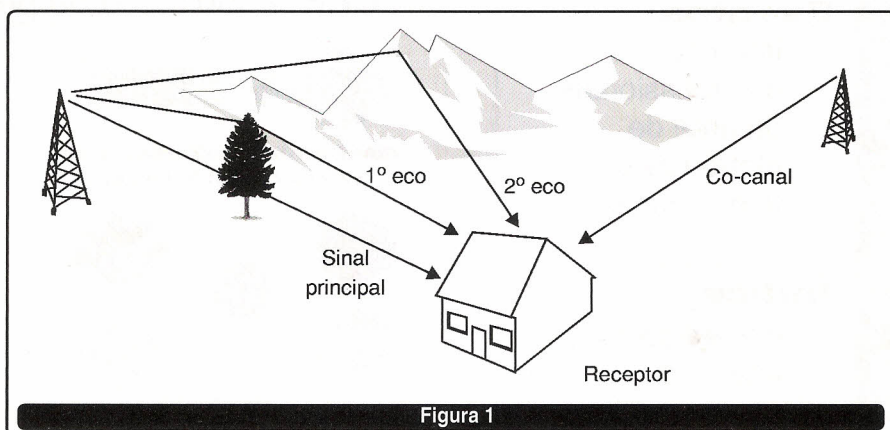 1º eco
2º eco
Co-canal
Sinal
principal
Receptor
Figura 1